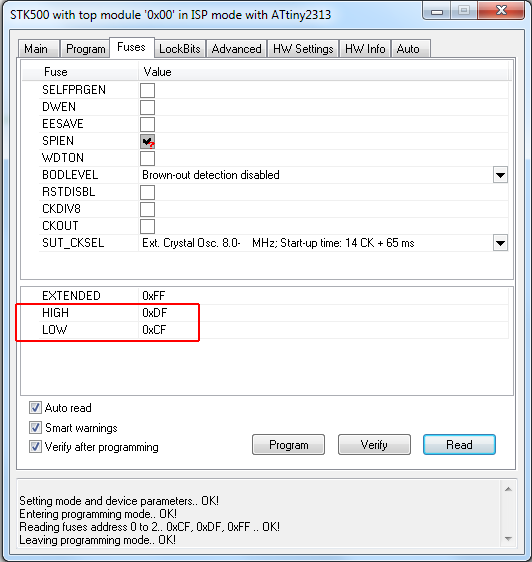 STK500 with top module '0x00' in ISP mode with ATtiny2313
Main Program Fuses LockBits Advanced HW Settings HW Info Auto
Fuse Value
SELFPRGEN
DWEN
EESAVE
SPIEN
WDTON
BODLEVEL Brown-out detection disabled
RSTDISBL
CKDIV8
CKOUT
SUT_CKSEL Ext. Crystal Osc. 8.0- MHz; Start-up time: 14 CK + 65 ms
EXTENDED 0xFF
HIGH 0xDF
LOW 0xCF
Auto read
Smart warnings
Verify after programming
Program Verify Read
Setting mode and device parameters.. OK!
Entering programming mode.. OK!
Reading fuses address 0 to 2.. 0xCF, 0xDF, 0xFF .. OK!
Leaving programming mode.. OK!